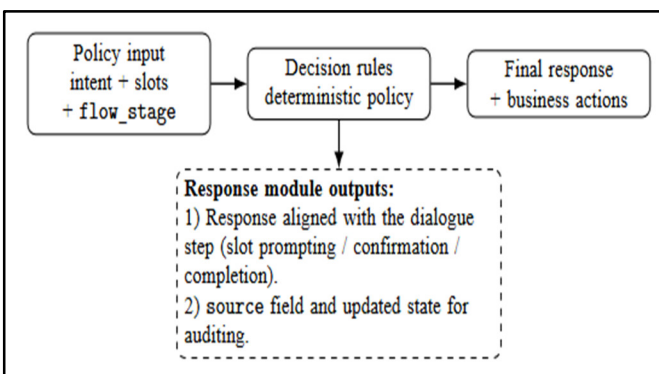 Policy input
intent + slots
+ flow_stage
Decision rules
deterministic policy
Final response
+ business actions
Response module outputs:
1) Response aligned with the dialogue
step (slot prompting / confirmation /
completion).
2) source field and updated state for
auditing.